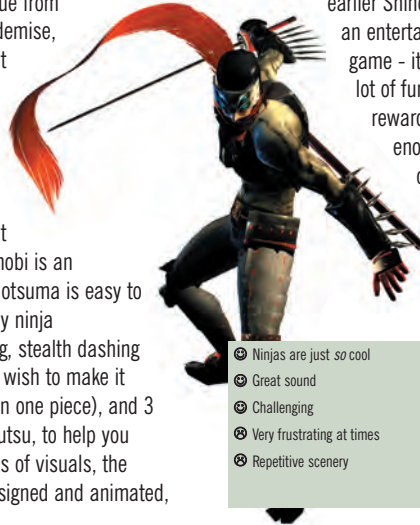 ue from
demise,
t
t
nobi is an
otsuma is easy to
y ninja
g, stealth dashing
wish to make it
n one piece), and 3
utsu, to help you
s of visuals, the
signed and animated,
earlier Shino
an enterta
game - it
lot of fun
reward
eno
Ninjas are just so cool
Great sound
Challenging
Very frustrating at times
Repetitive scenery